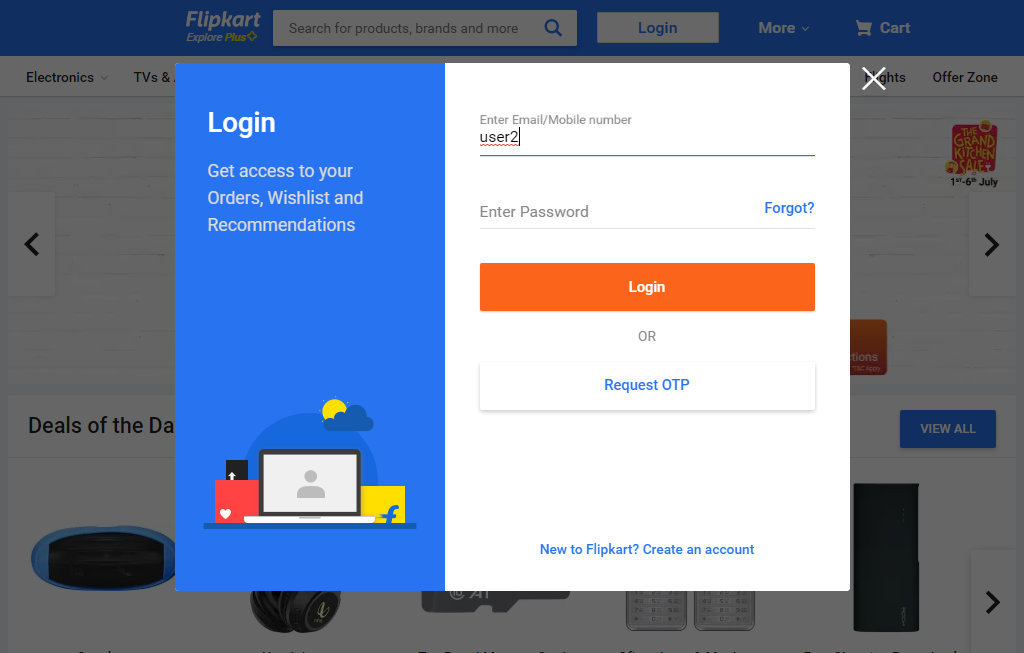 Flipkart
Explore Plus
Search for products, brands and more
Login
More
Cart
Electronics
TVs &
Flights
Offer Zone
Login
Get access to your
Orders, Wishlist and
Recommendations
Enter Email/Mobile number
user2
Enter Password
Forgot?
Login
OR
Request OTP
New to Flipkart? Create an account
THE
GRAND
KITCHEN
SALE
1ST-6th July
Deals of the Da
VIEW ALL